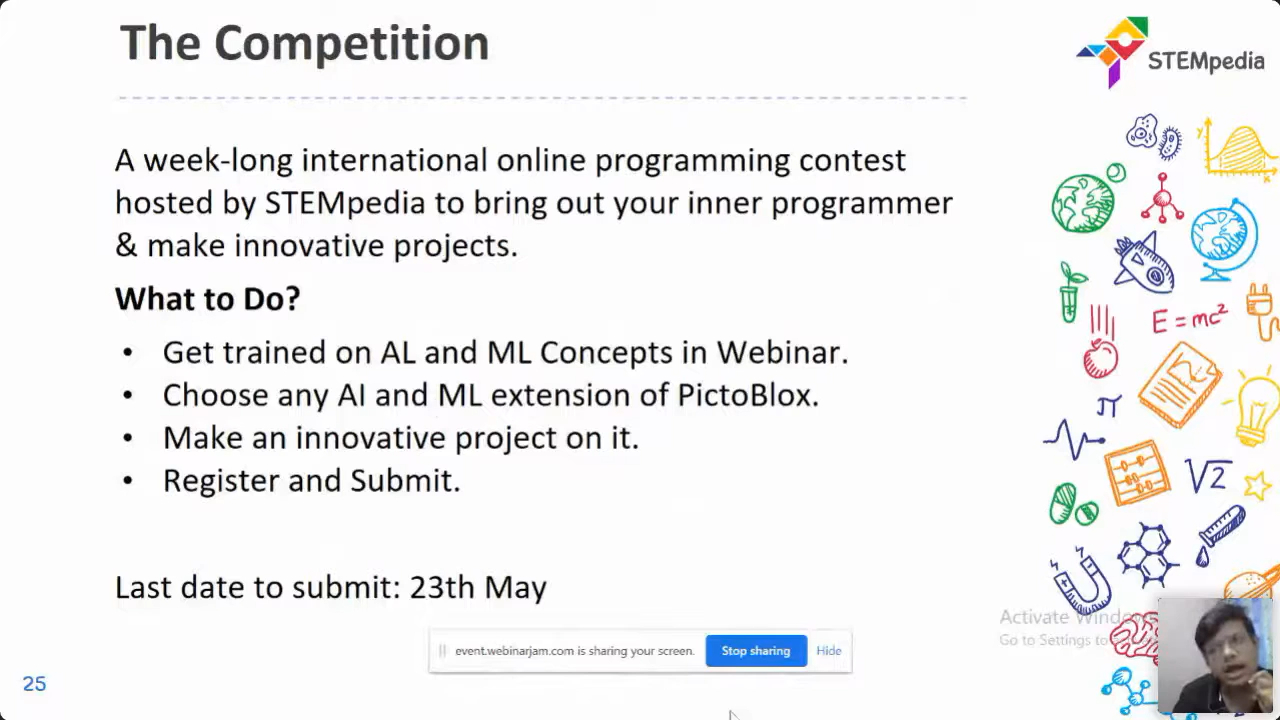 The Competition
STEMpedia
A week-long international online programming contest
hosted by STEMpedia to bring out your inner programmer
& make innovative projects.
What to Do?
• Get trained on AL and ML Concepts in Webinar.
• Choose any AI and ML extension of PictoBlox.
• Make an innovative project on it.
• Register and Submit.
Last date to submit: 23th May
y
x
E = mc²
π
√2
Activate
Go to Settings to
event.webinarjam.com is sharing your screen.
Stop sharing
Hide
25